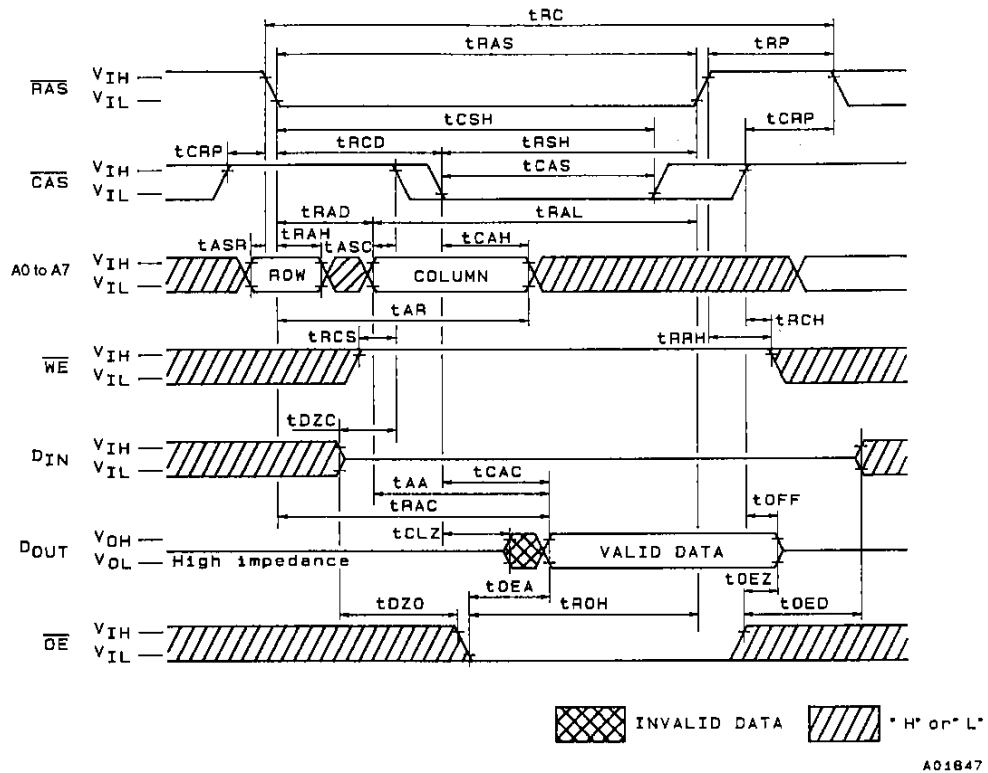 tRC
tRAS tRP
RAS VIH
VIL
tCSH tCRP
tCRP tRCD tRSH
CAS VIH tCAS
VIL
tRAD tRAL
tASR tRAH tASC tCAH
A0 to A7 VIH ROW COLUMN
VIL
tAR tRCH
tRCS tRRH
WE VIH
VIL
tDZC
DIN VIH
VIL
tCAC
tAA tOFF
tRAC
tCLZ
DOUT VOH VALID DATA
VOL High impedance
tOEA tOEZ
tDZO tROH tOED
OE VIH
VIL
INVALID DATA "H" or "L"
A01847